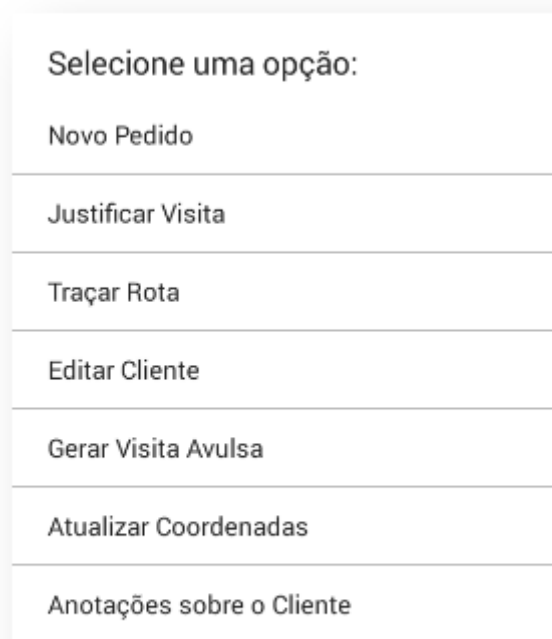 Selecione uma opção:
Novo Pedido
Justificar Visita
Traçar Rota
Editar Cliente
Gerar Visita Avulsa
Atualizar Coordenadas
Anotações sobre o Cliente